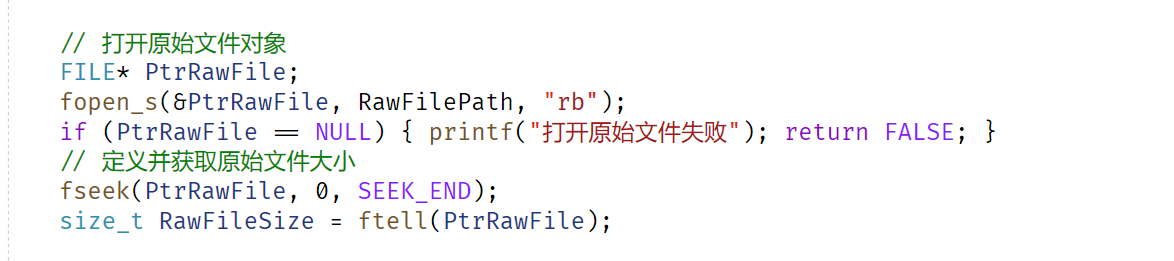 // 打开原始文件对象
FILE* PtrRawFile;
fopen_s(&PtrRawFile, RawFilePath, "rb");
if (PtrRawFile == NULL) { printf("打开原始文件失败"); return FALSE; }
// 定义并获取原始文件大小
fseek(PtrRawFile, 0, SEEK_END);
size_t RawFileSize = ftell(PtrRawFile);